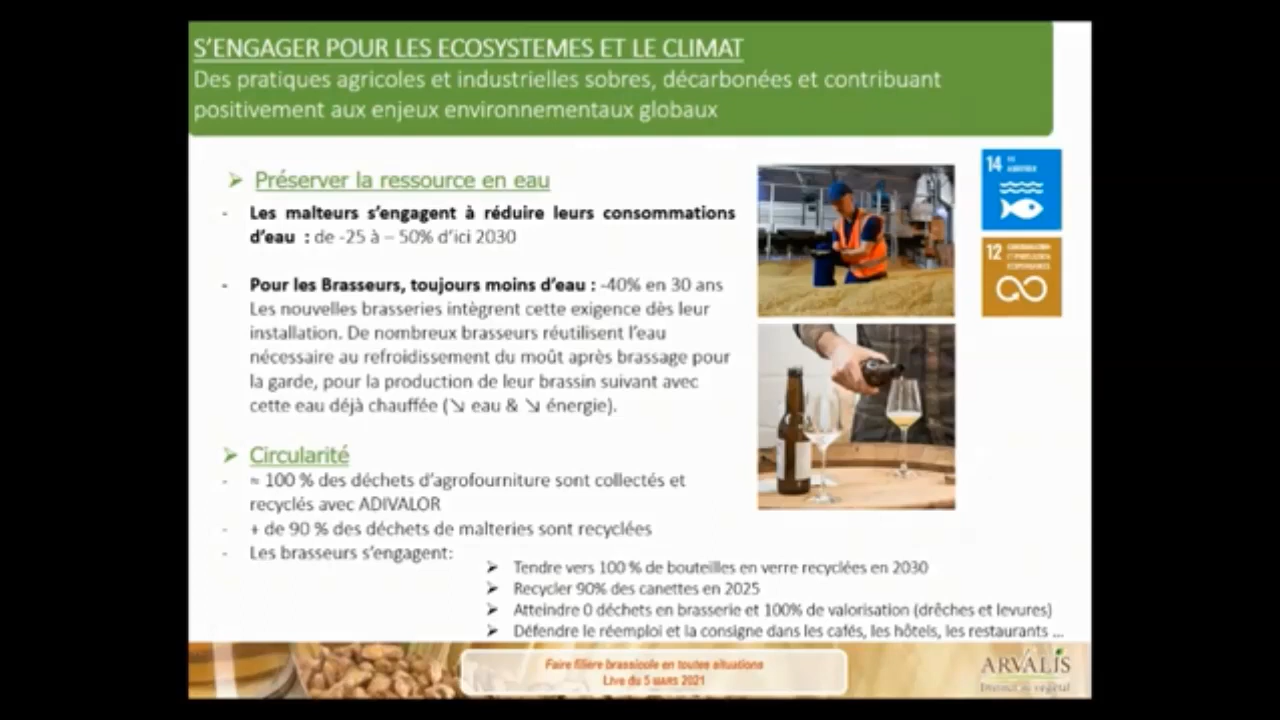 S'ENGAGER POUR LES ECOSYSTEMES ET LE CLIMAT
Des pratiques agricoles et industrielles sobres, décarbonées et contribuant
positivement aux enjeux environnementaux globaux
➢ Préserver la ressource en eau
- Les malteurs s'engagent à réduire leurs consommations
d'eau : de -25 à – 50% d'ici 2030
- Pour les Brasseurs, toujours moins d'eau : -40% en 30 ans
Les nouvelles brasseries intègrent cette exigence dès leur
installation. De nombreux brasseurs réutilisent l'eau
nécessaire au refroidissement du moût après brassage pour
la garde, pour la production de leur brassin suivant avec
cette eau déjà chauffée (↘ eau & ↘ énergie).
➢ Circularité
- ≈ 100 % des déchets d'agrofourniture sont collectés et
recyclés avec ADIVALOR
- + de 90 % des déchets de malteries sont recyclées
- Les brasseurs s'engagent:
➢ Tendre vers 100 % de bouteilles en verre recyclées en 2030
➢ Recycler 90% des canettes en 2025
➢ Atteindre 0 déchets en brasserie et 100% de valorisation (drêches et levures)
➢ Défendre le réemploi et la consigne dans les cafés, les hôtels, les restaurants ...
14
12
Faire filière brassicole en toutes situations
Live du 5 MARS 2021
ARVALIS
Institut du végétal